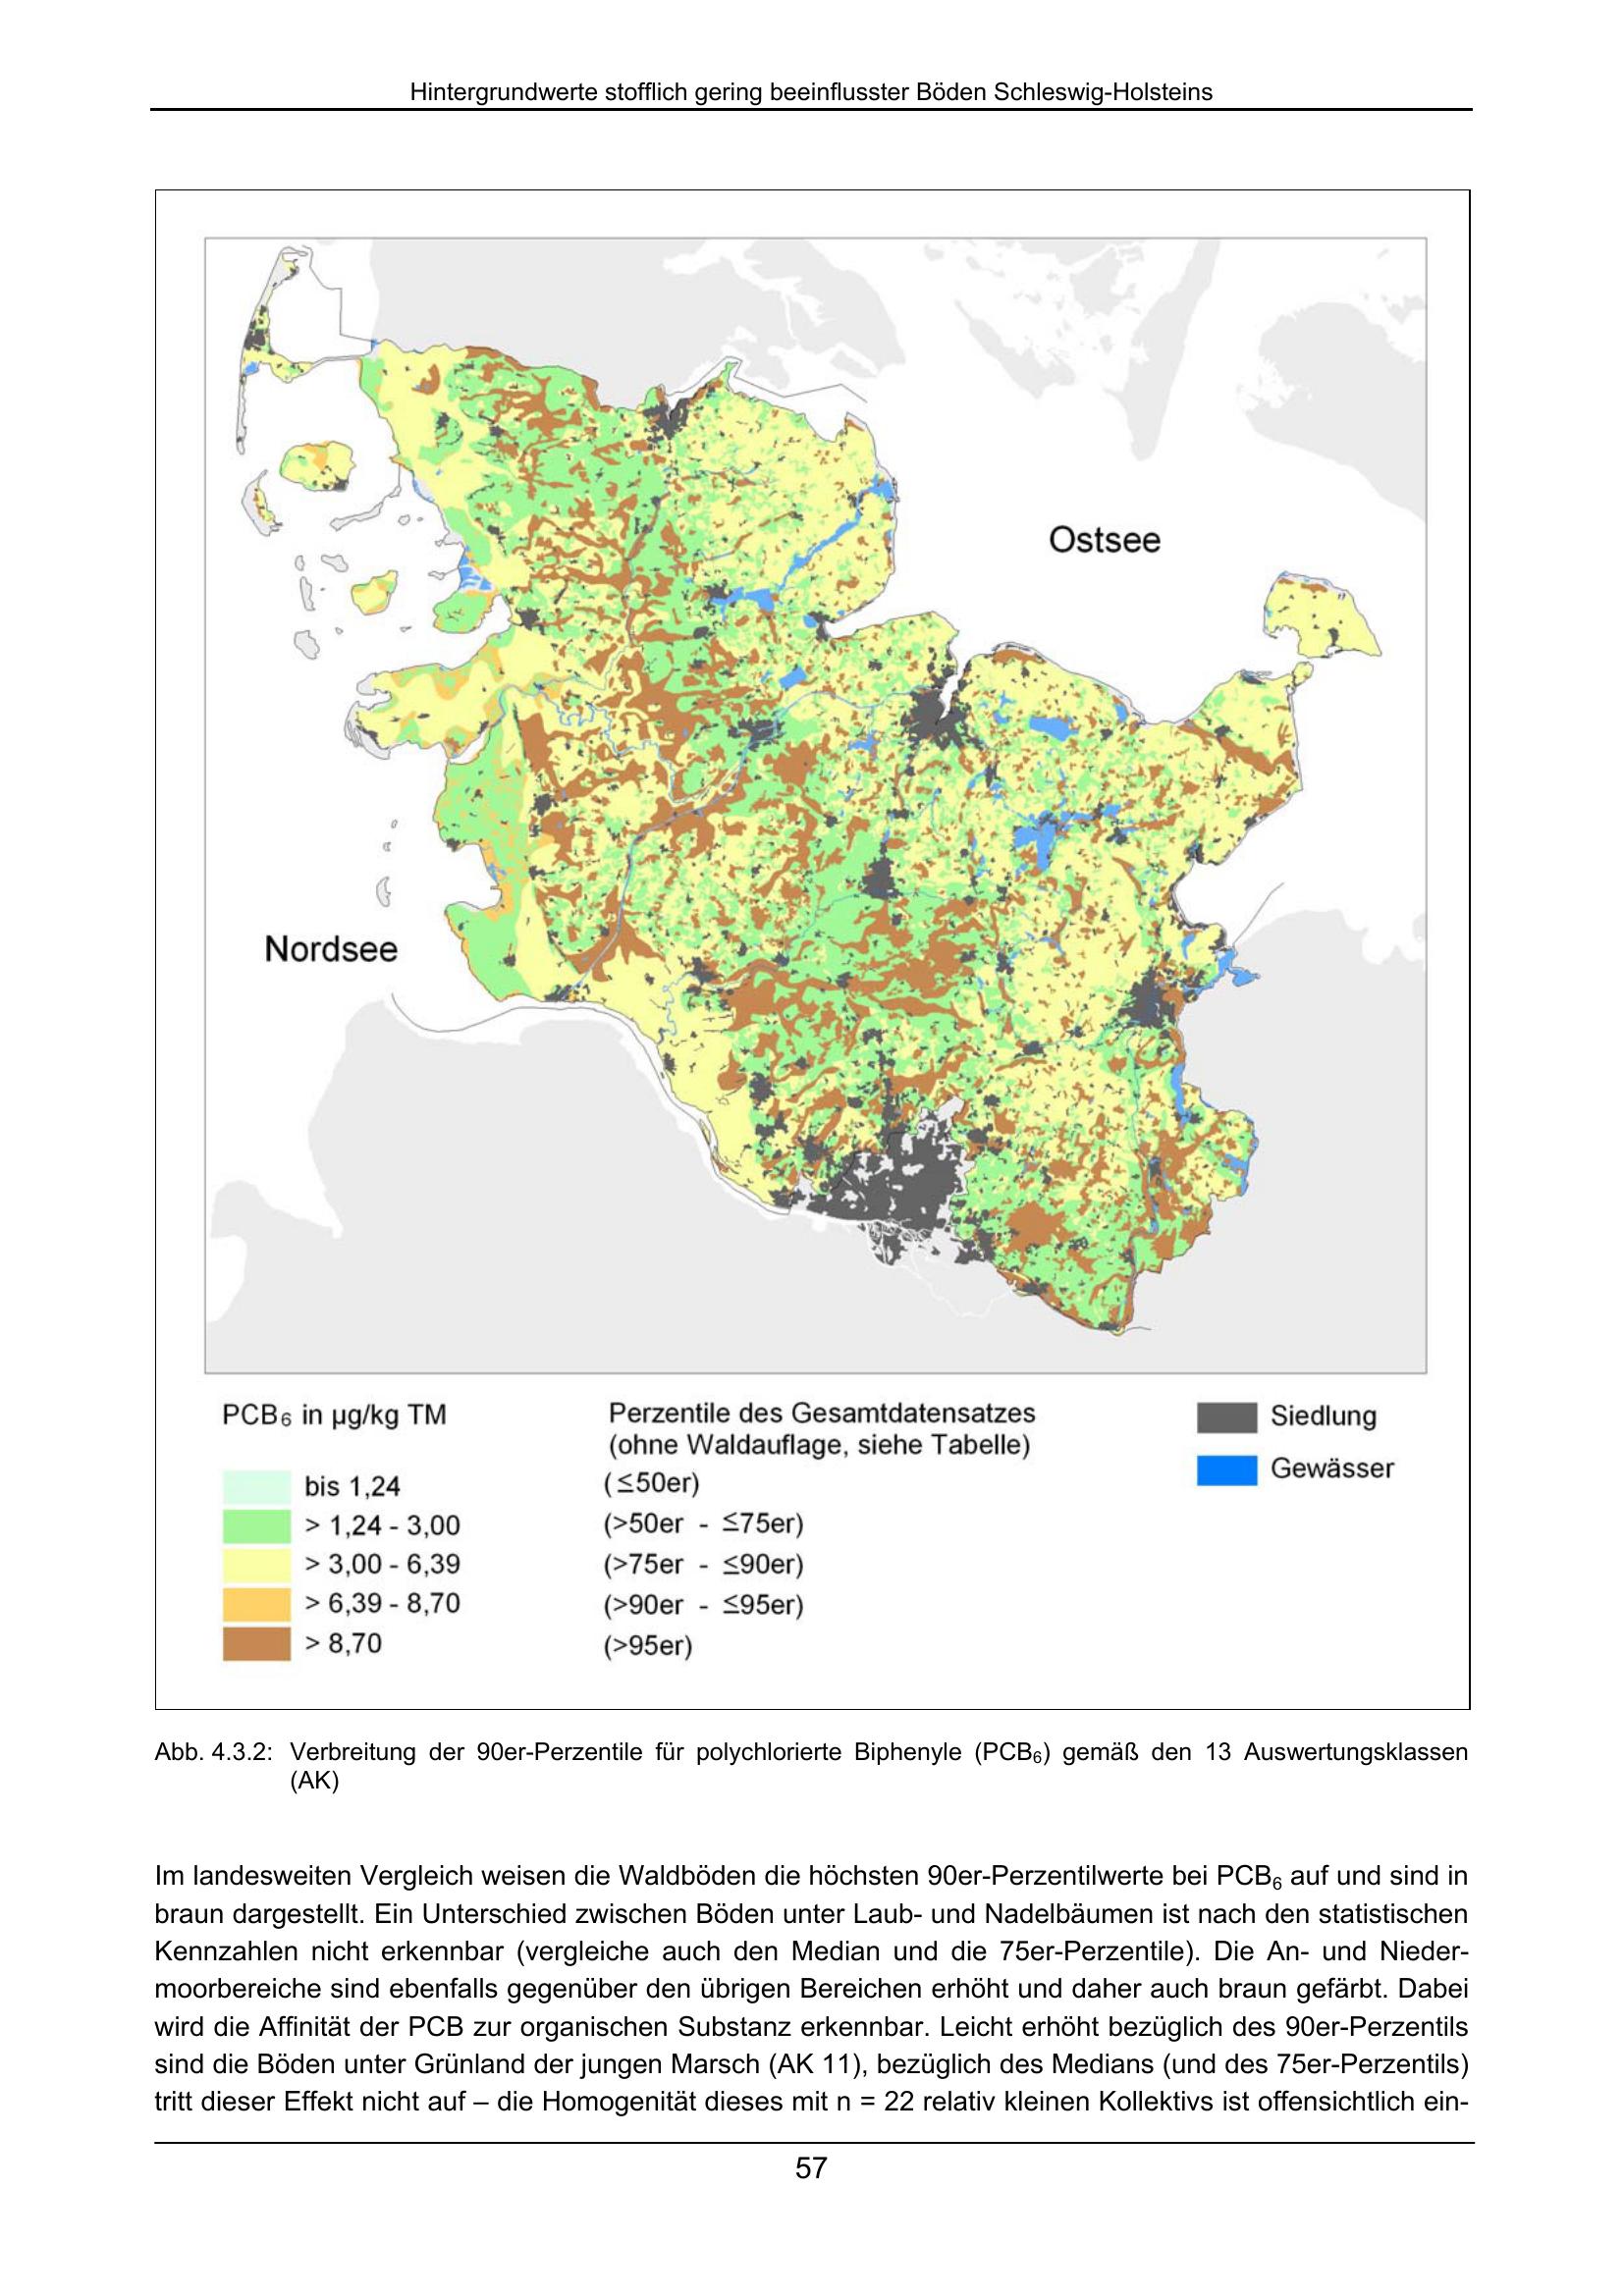 Hintergrundwerte stofflich gering beeinflusster Böden Schleswig-Holsteins
Ostsee
Nordsee
PCB₆ in µg/kg TM
Perzentile des Gesamtdatensatzes
(ohne Waldauflage, siehe Tabelle)
bis 1,24 (≤50er)
> 1,24 - 3,00 (>50er - ≤75er)
> 3,00 - 6,39 (>75er - ≤90er)
> 6,39 - 8,70 (>90er - ≤95er)
> 8,70 (>95er)
Siedlung
Gewässer
Abb. 4.3.2: Verbreitung der 90er-Perzentile für polychlorierte Biphenyle (PCB₆) gemäß den 13 Auswertungsklassen
(AK)
Im landesweiten Vergleich weisen die Waldböden die höchsten 90er-Perzentilwerte bei PCB₆ auf und sind in
braun dargestellt. Ein Unterschied zwischen Böden unter Laub- und Nadelbäumen ist nach den statistischen
Kennzahlen nicht erkennbar (vergleiche auch den Median und die 75er-Perzentile). Die An- und Nieder-
moorbereiche sind ebenfalls gegenüber den übrigen Bereichen erhöht und daher auch braun gefärbt. Dabei
wird die Affinität der PCB zur organischen Substanz erkennbar. Leicht erhöht bezüglich des 90er-Perzentils
sind die Böden unter Grünland der jungen Marsch (AK 11), bezüglich des Medians (und des 75er-Perzentils)
tritt dieser Effekt nicht auf – die Homogenität dieses mit n = 22 relativ kleinen Kollektivs ist offensichtlich ein-
57